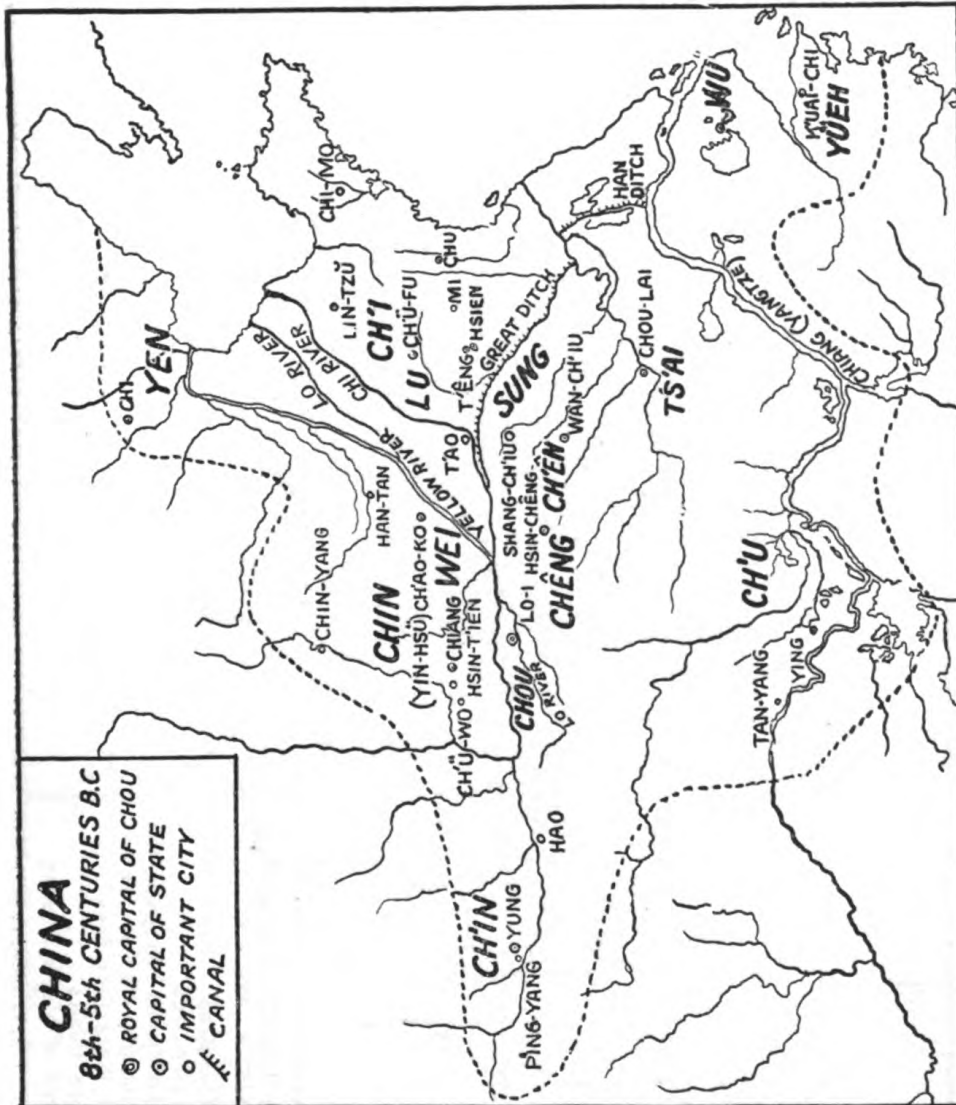 CHINA
8th-5th CENTURIES B.C
ROYAL CAPITAL OF CHOU
CAPITAL OF STATE
IMPORTANT CITY
CANAL
CHI
YEN
CHIN-YANG
HAN-TAN
LO RIVER
CHI RIVER
YELLOW RIVER
CHI-MO
LIN-TZŬ
CH'I
CHÜ-FU
LU
CHU
MI
HSIEN
T'ÊNG
GREAT DITCH
T'AO
SUNG
CHIN
(YIN-HSÜ) CH'AO-KO
WEI
CHIANG
HSIN-T'IEN
CH'Ü-WO
SHANG-CH'IU
HSIN-CHÊNG
LO-I
CHÊNG
CH'EN
WAN-CH'IU
CHOU
LO RIVER
HAO
CH'IN
YUNG
P'ING-YANG
CHOU-LAI
TS'AI
HAN
DITCH
WU
K'UAI-CHI
YÜEH
CHIANG (YANGTZE)
CH'U
TAN-YANG
YING